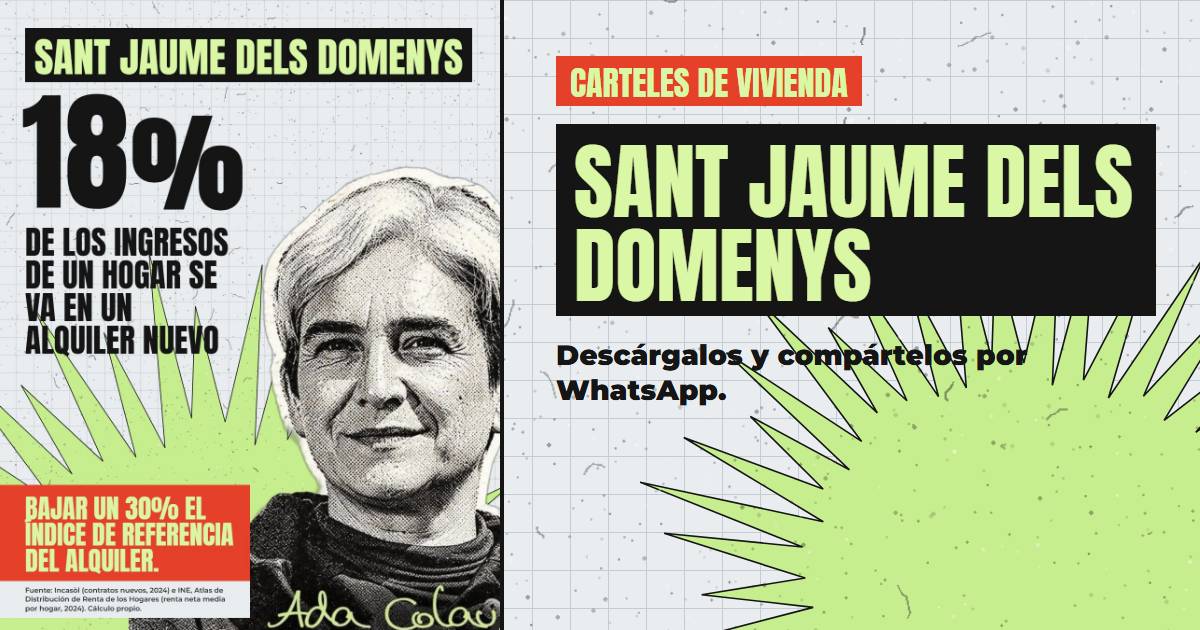 SANT JAUME DELS DOMENYS
18%
DE LOS INGRESOS
DE UN HOGAR SE
VA EN UN
ALQUILER NUEVO
BAJAR UN 30% EL
ÍNDICE DE REFERENCIA
DEL ALQUILER.
Fuente: Incasòl (contratos nuevos, 2024) e INE, Atlas de
Distribución de Renta de los Hogares (renta neta media
por hogar, 2024). Cálculo propio.
Ada Colau
CARTELES DE VIVIENDA
SANT JAUME DELS
DOMENYS
Descárgalos y compártelos por
WhatsApp.